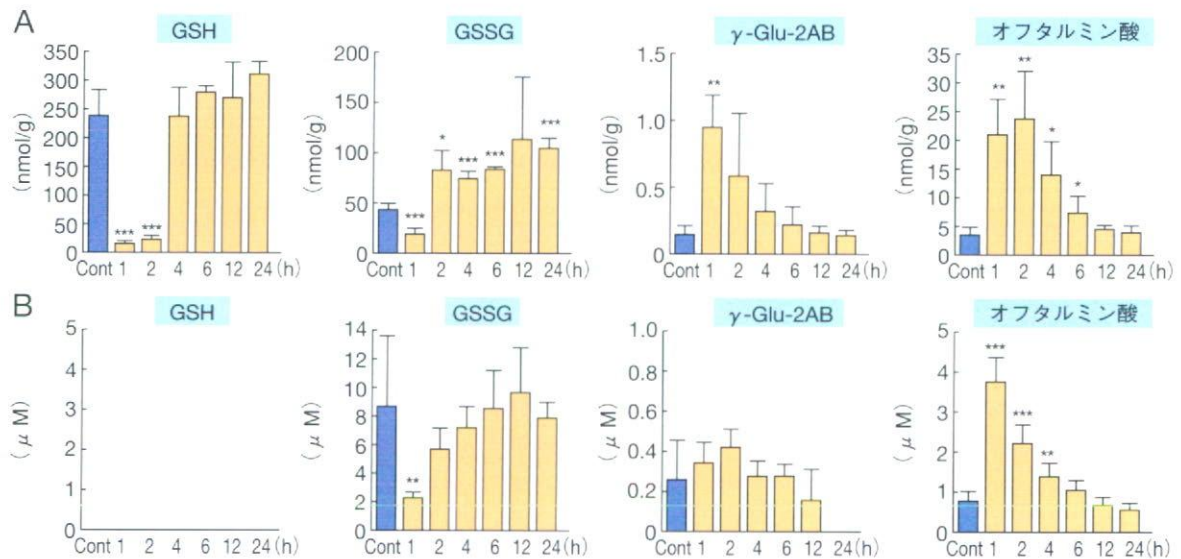 A
GSH
GSSG
γ-Glu-2AB
オフタルミン酸
(nmol/g)
350
300
250
200
150
100
50
0
*** ***
Cont 1 2 4 6 12 24(h)
(nmol/g)
200
150
100
50
0
*** * *** *** ***
Cont 1 2 4 6 12 24(h)
(nmol/g)
1.5
1.0
0.5
0
**
Cont 1 2 4 6 12 24(h)
(nmol/g)
35
30
25
20
15
10
5
0
** ** * *
Cont 1 2 4 6 12 24(h)
B
GSH
GSSG
γ-Glu-2AB
オフタルミン酸
(μM)
5
4
3
2
1
0
Cont 1 2 4 6 12 24(h)
(μM)
14
12
10
8
6
4
2
0
**
Cont 1 2 4 6 12 24(h)
(μM)
1.0
0.8
0.6
0.4
0.2
0
Cont 1 2 4 6 12 24(h)
(μM)
5
4
3
2
1
0
*** *** **
Cont 1 2 4 6 12 24(h)